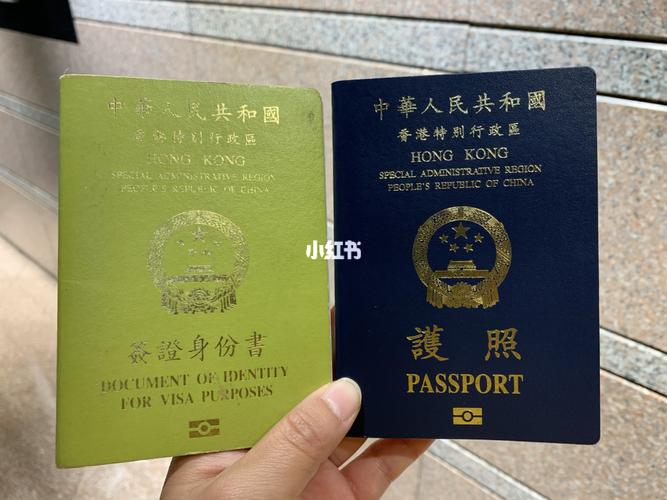 中華人民共和國
香港特別行政區
HONG KONG
SPECIAL ADMINISTRATIVE REGION
PEOPLE'S REPUBLIC OF CHINA
簽證身份書
DOCUMENT OF IDENTITY
FOR VISA PURPOSES
中華人民共和國
香港特別行政區
HONG KONG
SPECIAL ADMINISTRATIVE REGION
PEOPLE'S REPUBLIC OF CHINA
護照
PASSPORT
小红书